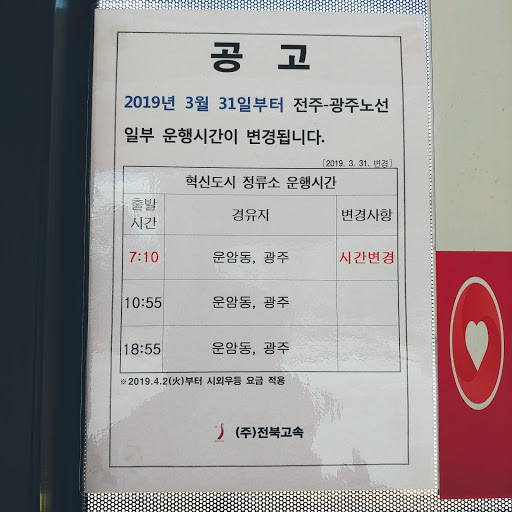 공 고
2019년 3월 31일부터 전주-광주노선
일부 운행시간이 변경됩니다.
[2019. 3. 31. 변경]
혁신도시 정류소 운행시간
출발 시간 경유지 변경사항
7:10 운암동, 광주 시간변경
10:55 운암동, 광주
18:55 운암동, 광주
※2019.4.2(火)부터 시외우등 요금 적용
(주)전북고속